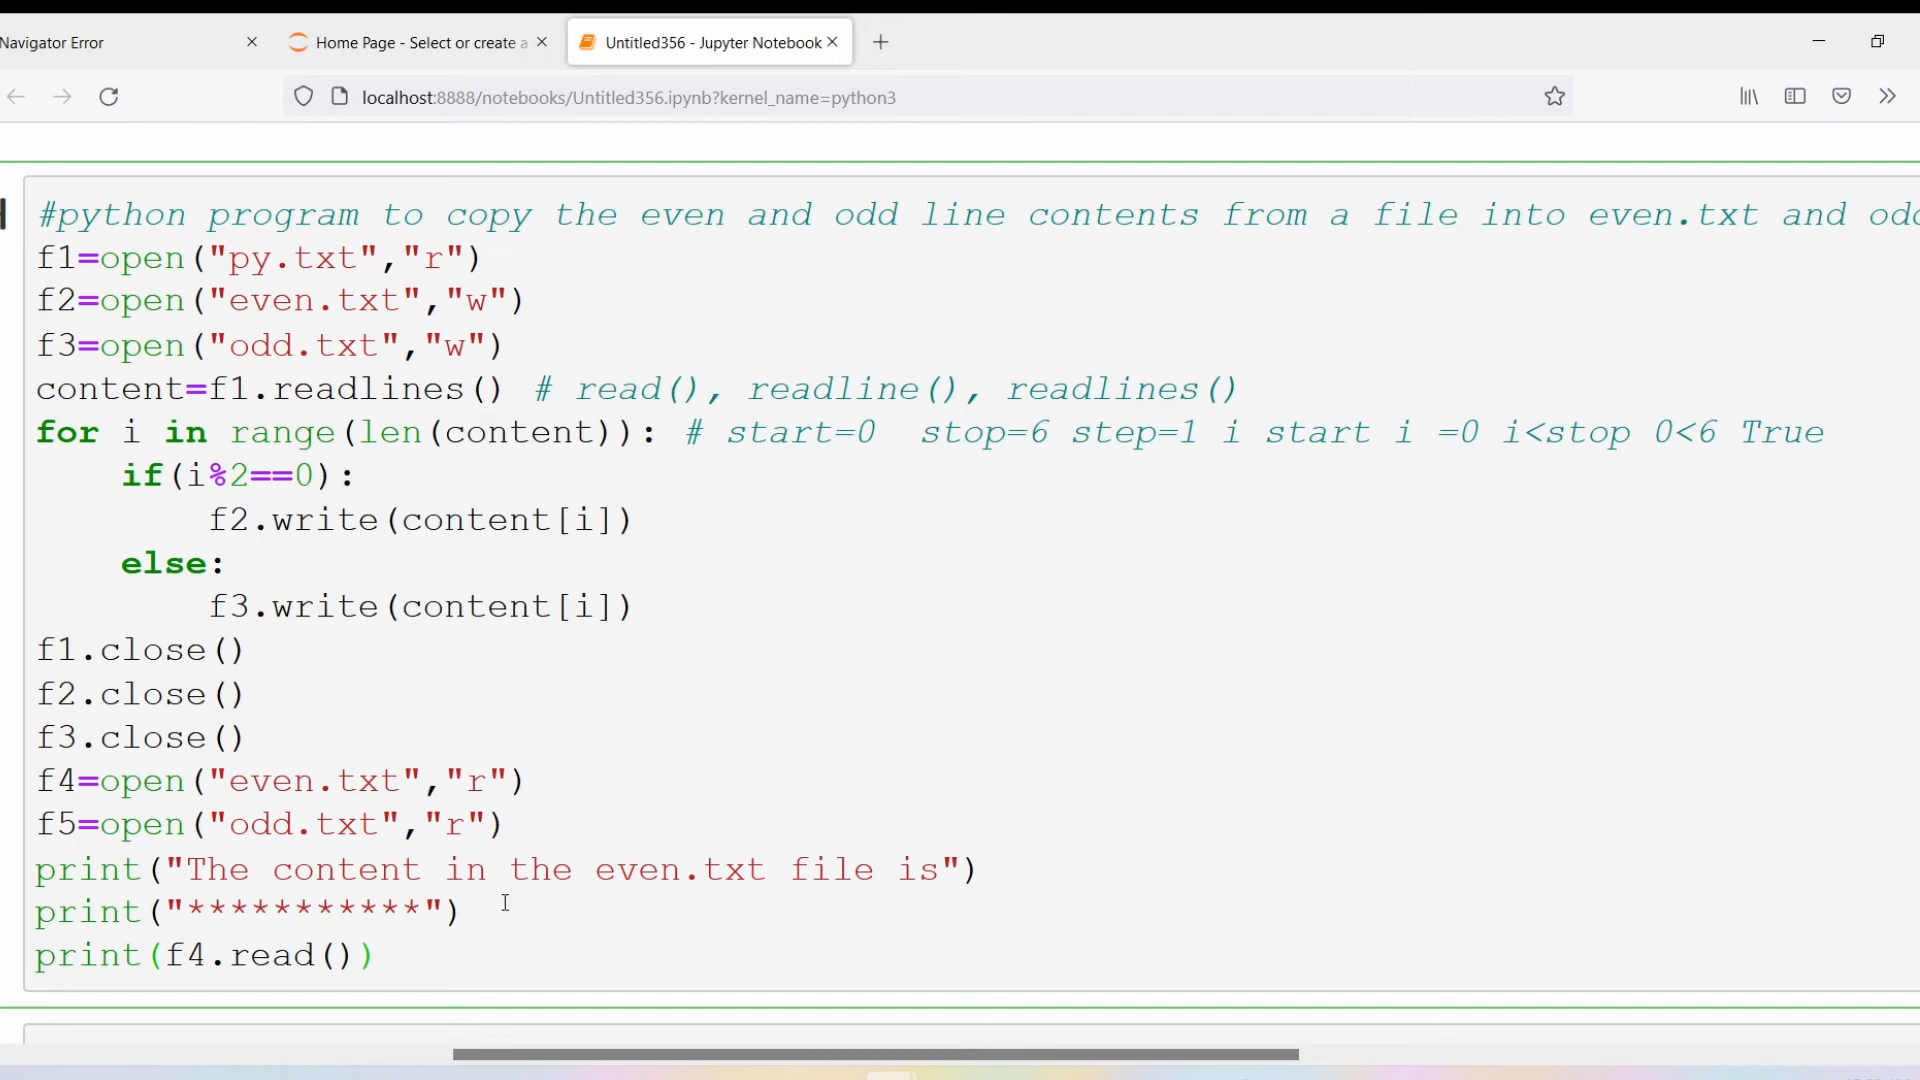 Navigator Error
Home Page - Select or create a
Untitled356 - Jupyter Notebook
localhost:8888/notebooks/Untitled356.ipynb?kernel_name=python3
#python program to copy the even and odd line contents from a file into even.txt and odd
f1=open("py.txt","r")
f2=open("even.txt","w")
f3=open("odd.txt","w")
content=f1.readlines() # read(), readline(), readlines()
for i in range(len(content)): # start=0  stop=6 step=1 i start i =0 i<stop 0<6 True
    if(i%2==0):
        f2.write(content[i])
    else:
        f3.write(content[i])
f1.close()
f2.close()
f3.close()
f4=open("even.txt","r")
f5=open("odd.txt","r")
print("The content in the even.txt file is")
print("***********")
print(f4.read())